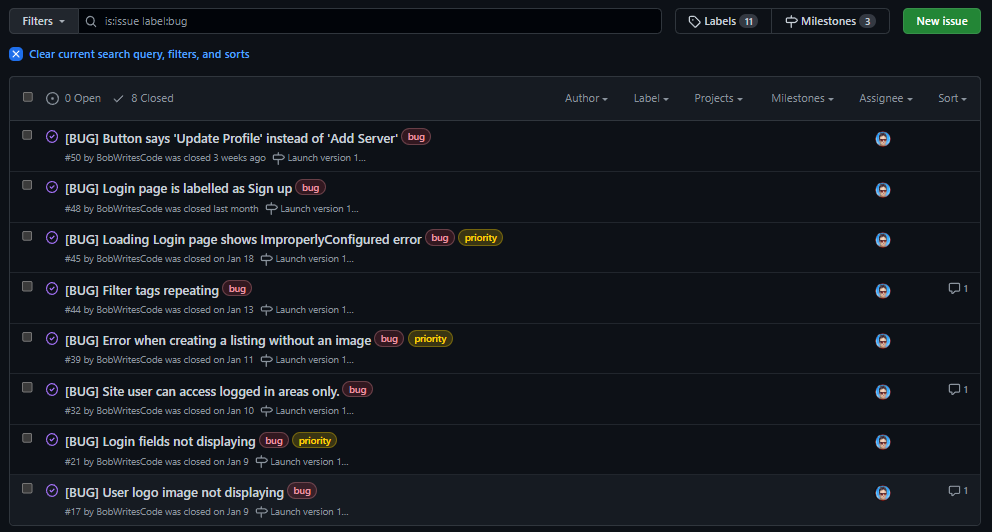 Filters
is:issue label:bug
Labels 11
Milestones 3
New issue
Clear current search query, filters, and sorts
0 Open 8 Closed Author Label Projects Milestones Assignee Sort
[BUG] Button says 'Update Profile' instead of 'Add Server' bug
#50 by BobWritesCode was closed 3 weeks ago Launch version 1...
[BUG] Login page is labelled as Sign up bug
#48 by BobWritesCode was closed last month Launch version 1...
[BUG] Loading Login page shows ImproperlyConfigured error bug priority
#45 by BobWritesCode was closed on Jan 18 Launch version 1...
[BUG] Filter tags repeating bug 1
#44 by BobWritesCode was closed on Jan 13 Launch version 1...
[BUG] Error when creating a listing without an image bug priority
#39 by BobWritesCode was closed on Jan 11 Launch version 1...
[BUG] Site user can access logged in areas only. bug 1
#32 by BobWritesCode was closed on Jan 10 Launch version 1...
[BUG] Login fields not displaying bug priority
#21 by BobWritesCode was closed on Jan 9 Launch version 1...
[BUG] User logo image not displaying bug 1
#17 by BobWritesCode was closed on Jan 9 Launch version 1...